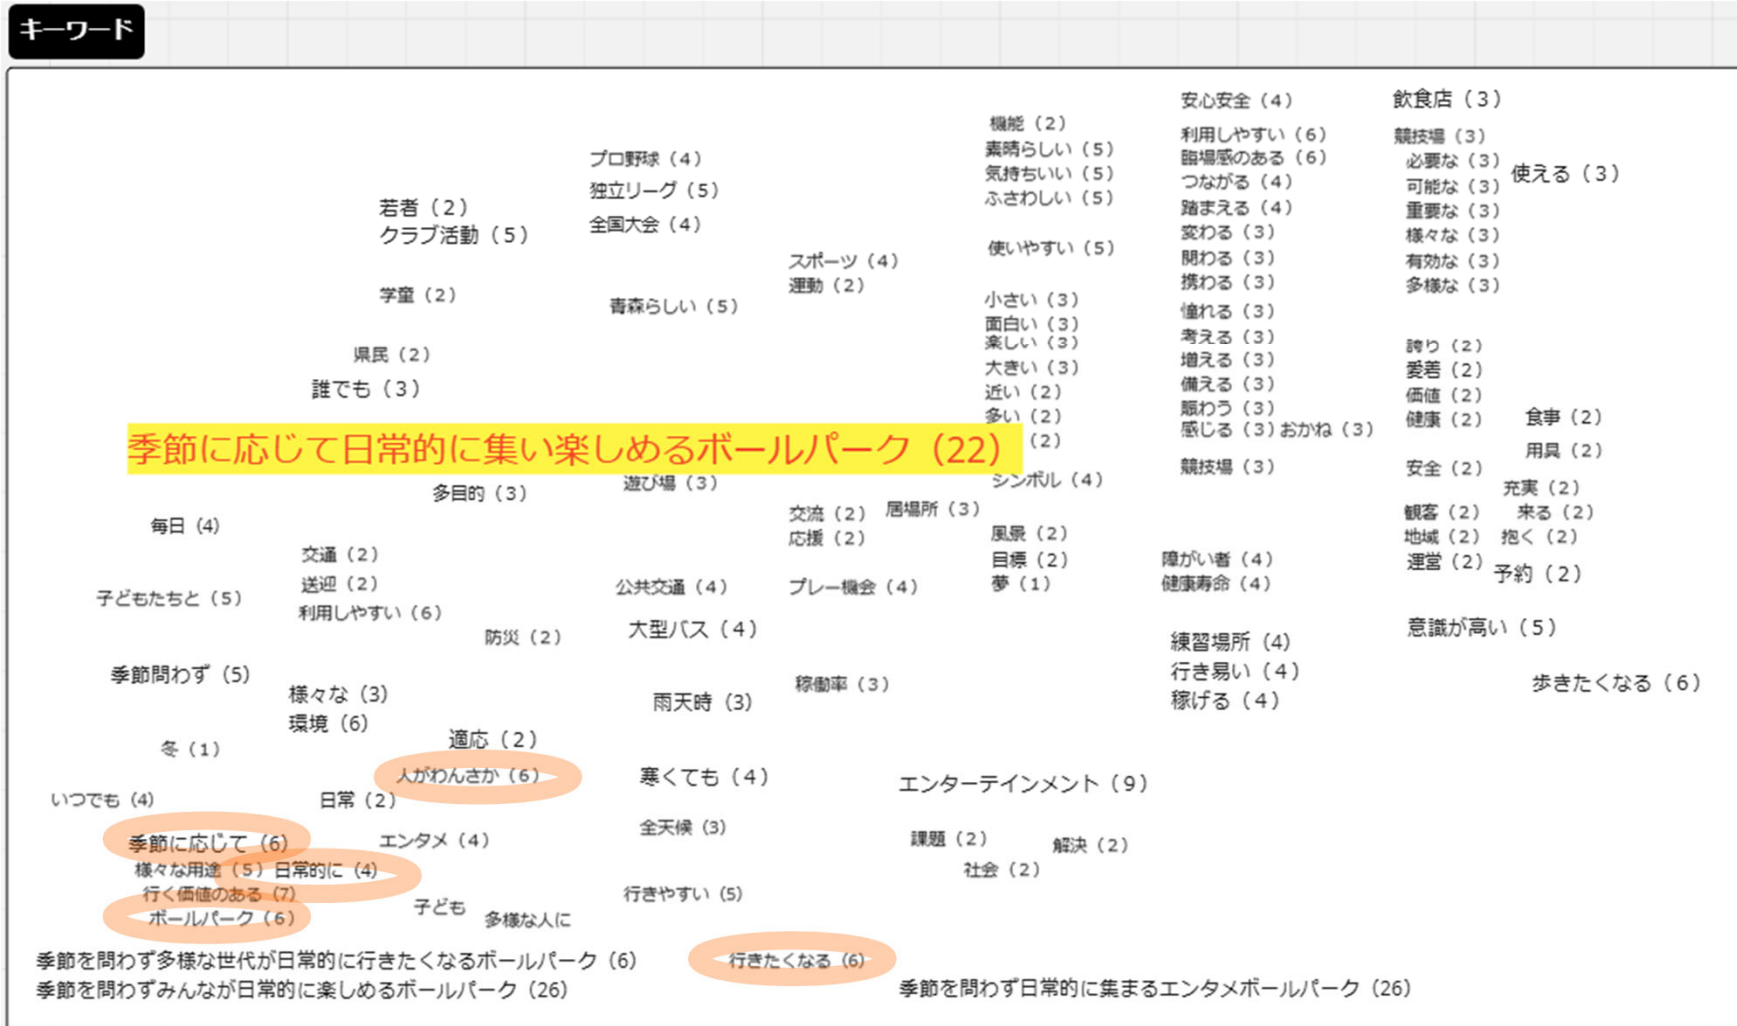 キーワード
安心安全（4）
飲食店（3）
機能（2）
利用しやすい（6）
競技場（3）
素晴らしい（5）
プロ野球（4）
臨場感のある（6）
必要な（3）
使える（3）
気持ちいい（5）
つながる（4）
可能な（3）
独立リーグ（5）
ふさわしい（5）
若者（2）
踏まえる（4）
重要な（3）
全国大会（4）
クラブ活動（5）
変わる（3）
様々な（3）
使いやすい（5）
スポーツ（4）
関わる（3）
有効な（3）
運動（2）
携わる（3）
多様な（3）
学童（2）
小さい（3）
青森らしい（5）
憧れる（3）
面白い（3）
考える（3）
楽しい（3）
県民（2）
増える（3）
誇り（2）
大きい（3）
愛着（2）
誰でも（3）
備える（3）
近い（2）
価値（2）
多い（2）
賑わう（3）
健康（2）
食事（2）
感じる（3）おかね（3）
季節に応じて日常的に集い楽しめるボールパーク（22）
（2）
用具（2）
競技場（3）
安全（2）
シンボル（4）
遊び場（3）
多目的（3）
充実（2）
毎日（4）
交流（2）
居場所（3）
観客（2）
来る（2）
応援（2）
風景（2）
地域（2）
抱く（2）
交通（2）
目標（2）
障がい者（4）
運営（2）
予約（2）
送迎（2）
公共交通（4）
プレー機会（4）
夢（1）
健康寿命（4）
子どもたちと（5）
利用しやすい（6）
大型バス（4）
意識が高い（5）
防災（2）
練習場所（4）
季節問わず（5）
行き易い（4）
様々な（3）
稼働率（3）
歩きたくなる（6）
雨天時（3）
稼げる（4）
環境（6）
適応（2）
冬（1）
人がわんさか（6）
寒くても（4）
エンターテインメント（9）
いつでも（4）
日常（2）
全天候（3）
季節に応じて（6）
エンタメ（4）
課題（2）
解決（2）
様々な用途（5）
日常的に（4）
社会（2）
行く価値のある（7）
行きやすい（5）
子ども
ボールパーク（6）
多様な人に
季節を問わず多様な世代が日常的に行きたくなるボールパーク（6）
行きたくなる（6）
季節を問わずみんなが日常的に楽しめるボールパーク（26）
季節を問わず日常的に集まるエンタメボールパーク（26）